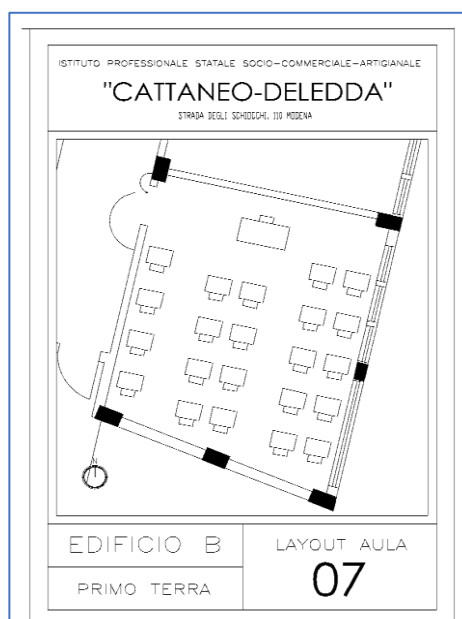 ISTITUTO PROFESSIONALE STATALE SOCIO-COMMERCIALE-ARTIGIANALE
"CATTANEO-DELEDDA"
STRADA DEGLI SCHIOCCHI, 110 MODENA
N
EDIFICIO B
PRIMO TERRA
LAYOUT AULA
07